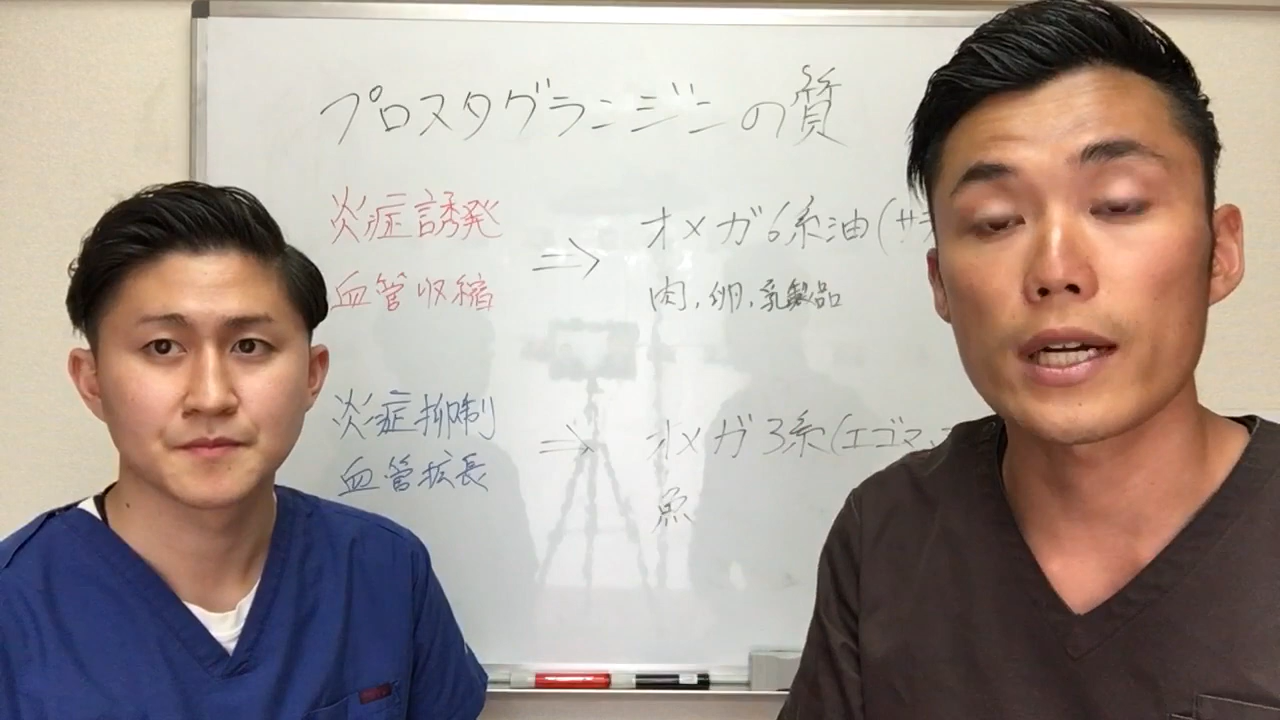 プロスタグランジンの質
炎症誘発
血管収縮
⇒
オメガ6系油(サラ
肉,卵,乳製品
炎症抑制
血管拡長
⇒
オメガ3系(エゴマ、
魚